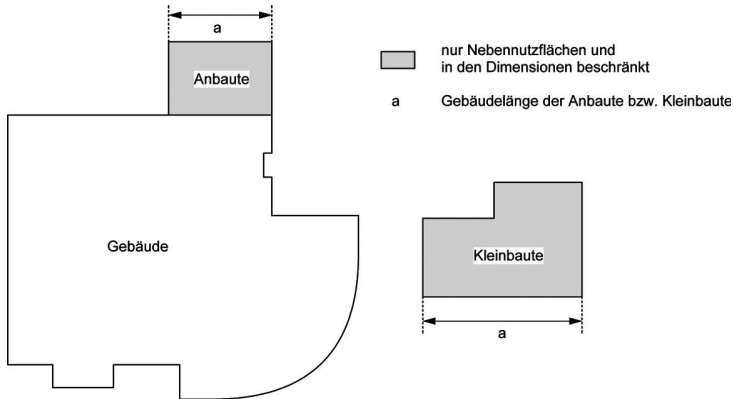 a
Anbaute
nur Nebennutzflächen und
in den Dimensionen beschränkt
a Gebäudelänge der Anbaute bzw. Kleinbaute
Gebäude
Kleinbaute
a